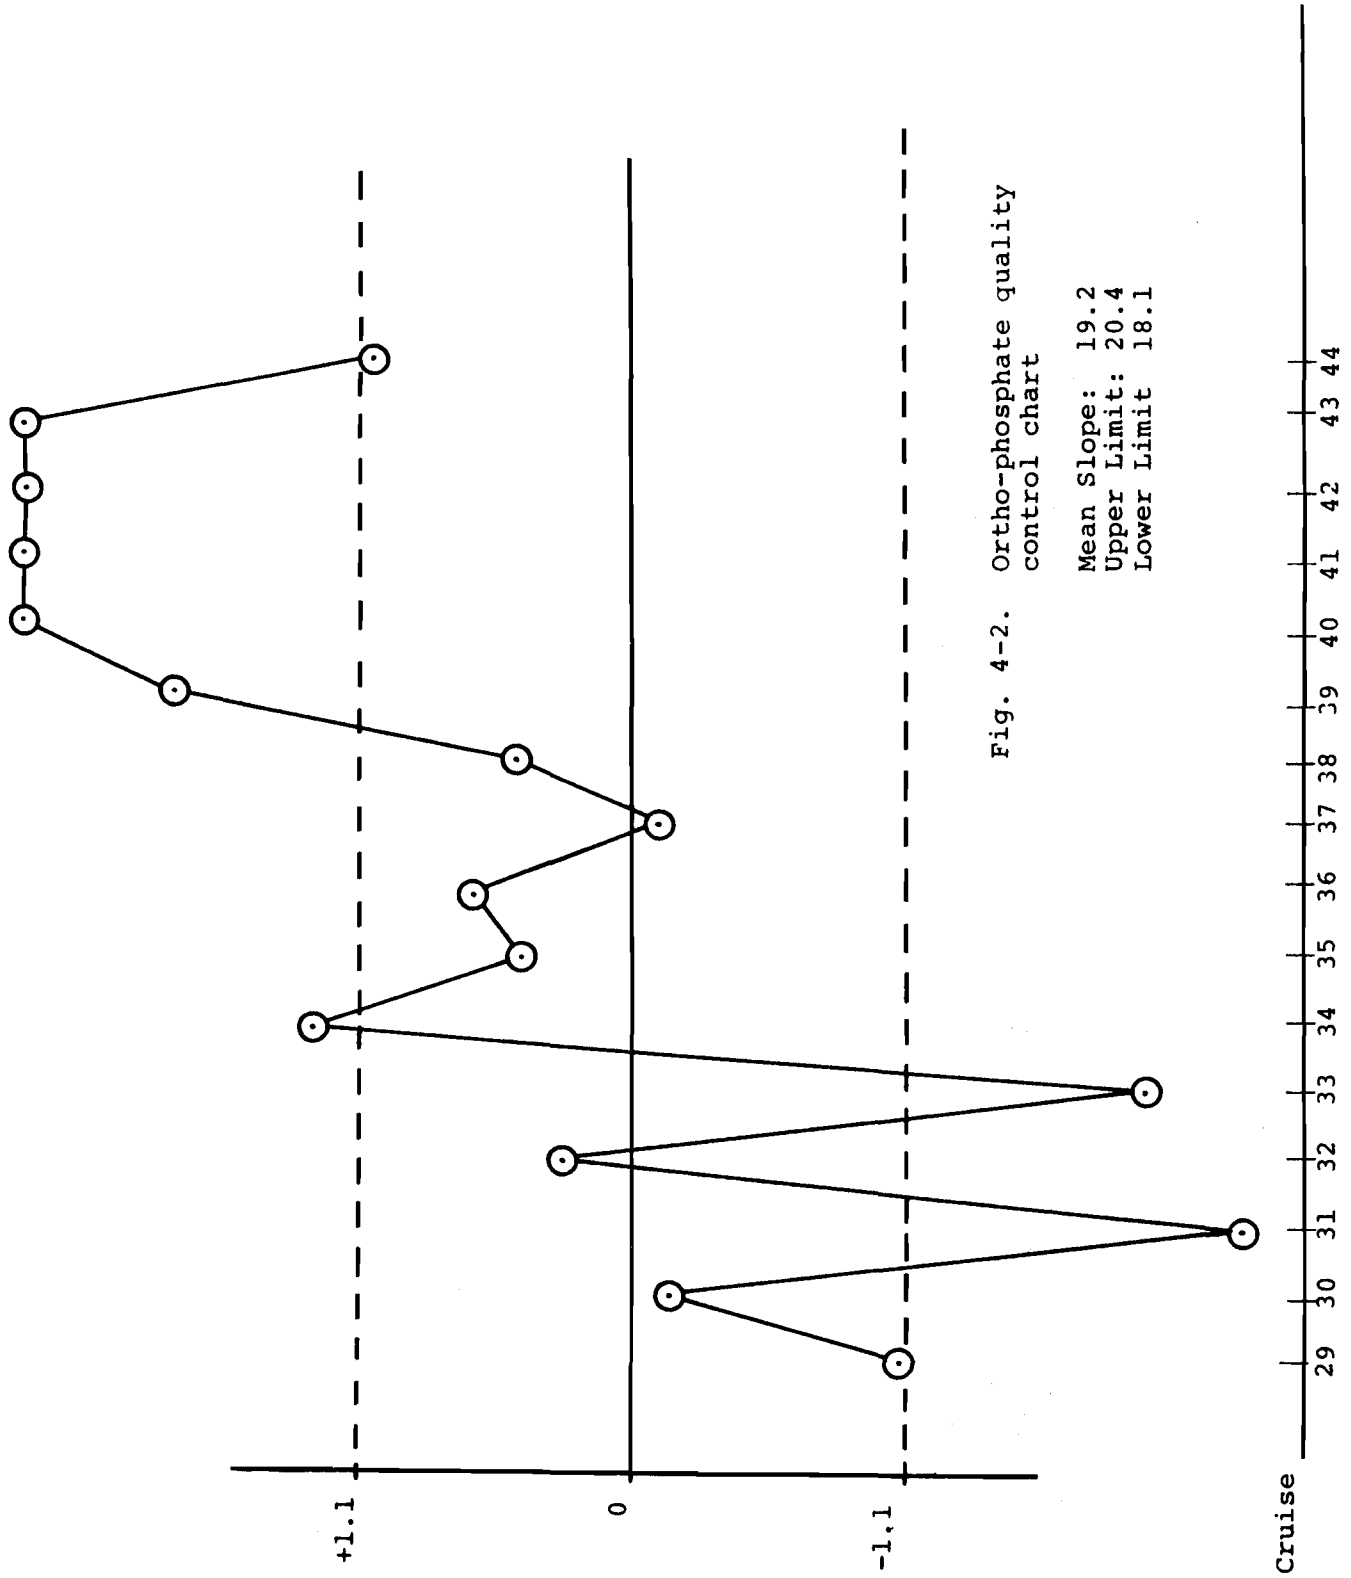 +1.1
0
-1.1
Fig. 4-2. Ortho-phosphate quality
control chart
Mean Slope: 19.2
Upper Limit: 20.4
Lower Limit 18.1
Cruise 29 30 31 32 33 34 35 36 37 38 39 40 41 42 43 44